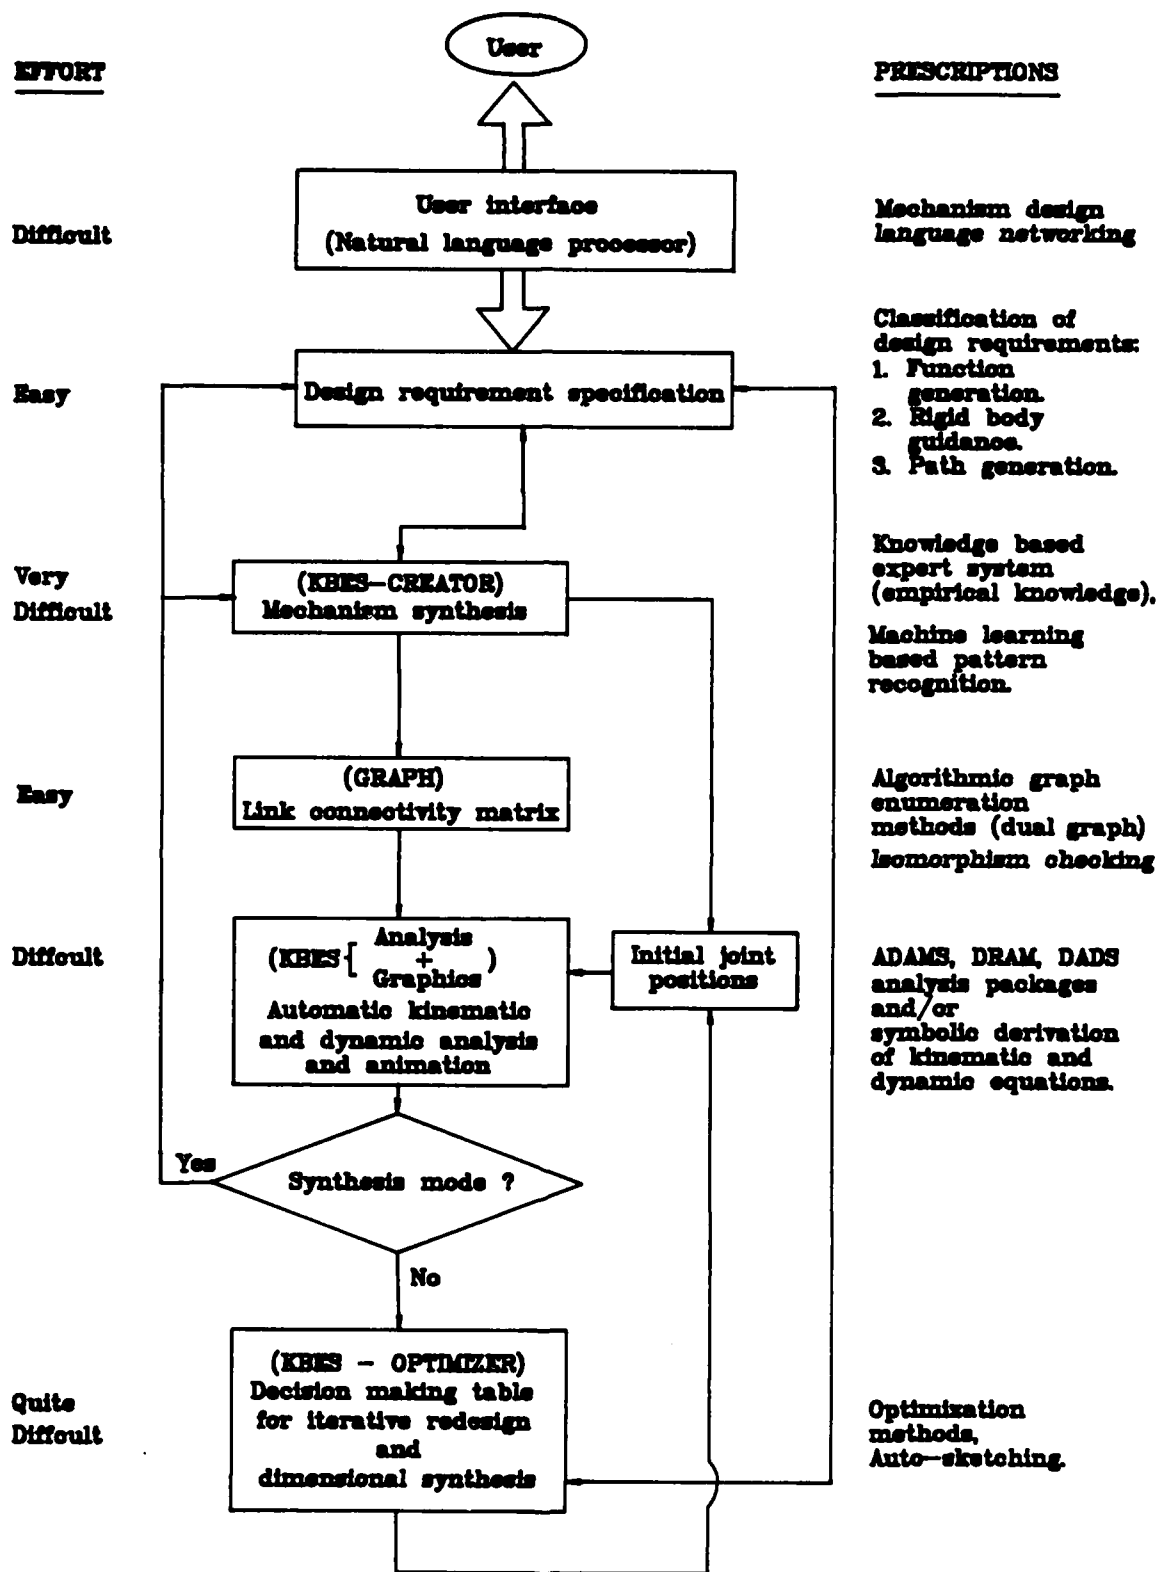 User
EFFORT
PRESCRIPTIONS
User interface
(Natural language processor)
Difficult
Mechanism design
language networking
Classification of
design requirements:
1. Function
generation.
2. Rigid body
guidance.
3. Path generation.
Easy
Design requirement specification
Very
Difficult
(KBES-CREATOR)
Mechanism synthesis
Knowledge based
expert system
(empirical knowledge).
Machine learning
based pattern
recognition.
Easy
(GRAPH)
Link connectivity matrix
Algorithmic graph
enumeration
methods (dual graph)
Isomorphism checking
Diffcult
(KBES { Analysis
+
Graphics )
Automatic kinematic
and dynamic analysis
and animation
Initial joint
positions
ADAMS, DRAM, DADS
analysis packages
and/or
symbolic derivation
of kinematic and
dynamic equations.
Yes
Synthesis mode ?
No
Quite
Diffcult
(KBES - OPTIMIZER)
Decision making table
for iterative redesign
and
dimensional synthesis
Optimixation
methods,
Auto-sketching.